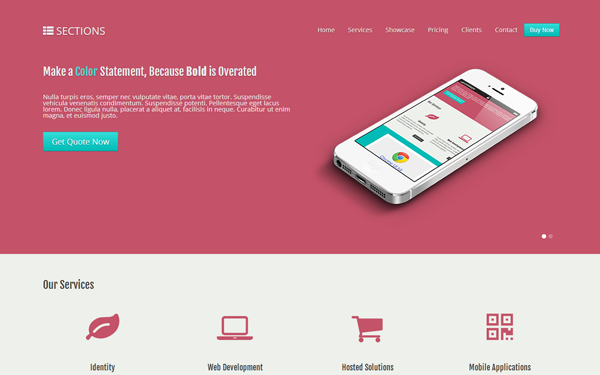 SECTIONS
Home Services Showcase Pricing Clients Contact Buy Now
Make a Color Statement, Because Bold is Overated
Nulla turpis eros, semper nec vulputate vitae, porta vitae tortor. Suspendisse
vehicula venenatis condimentum. Suspendisse potenti. Pellentesque eget lacus
lorem. Donec ligula nulla, placerat a aliquet at, facilisis in neque. Curabitur ut enim
magna, et euismod justo.
Get Quote Now
Our Services
Identity Web Development Hosted Solutions Mobile Applications